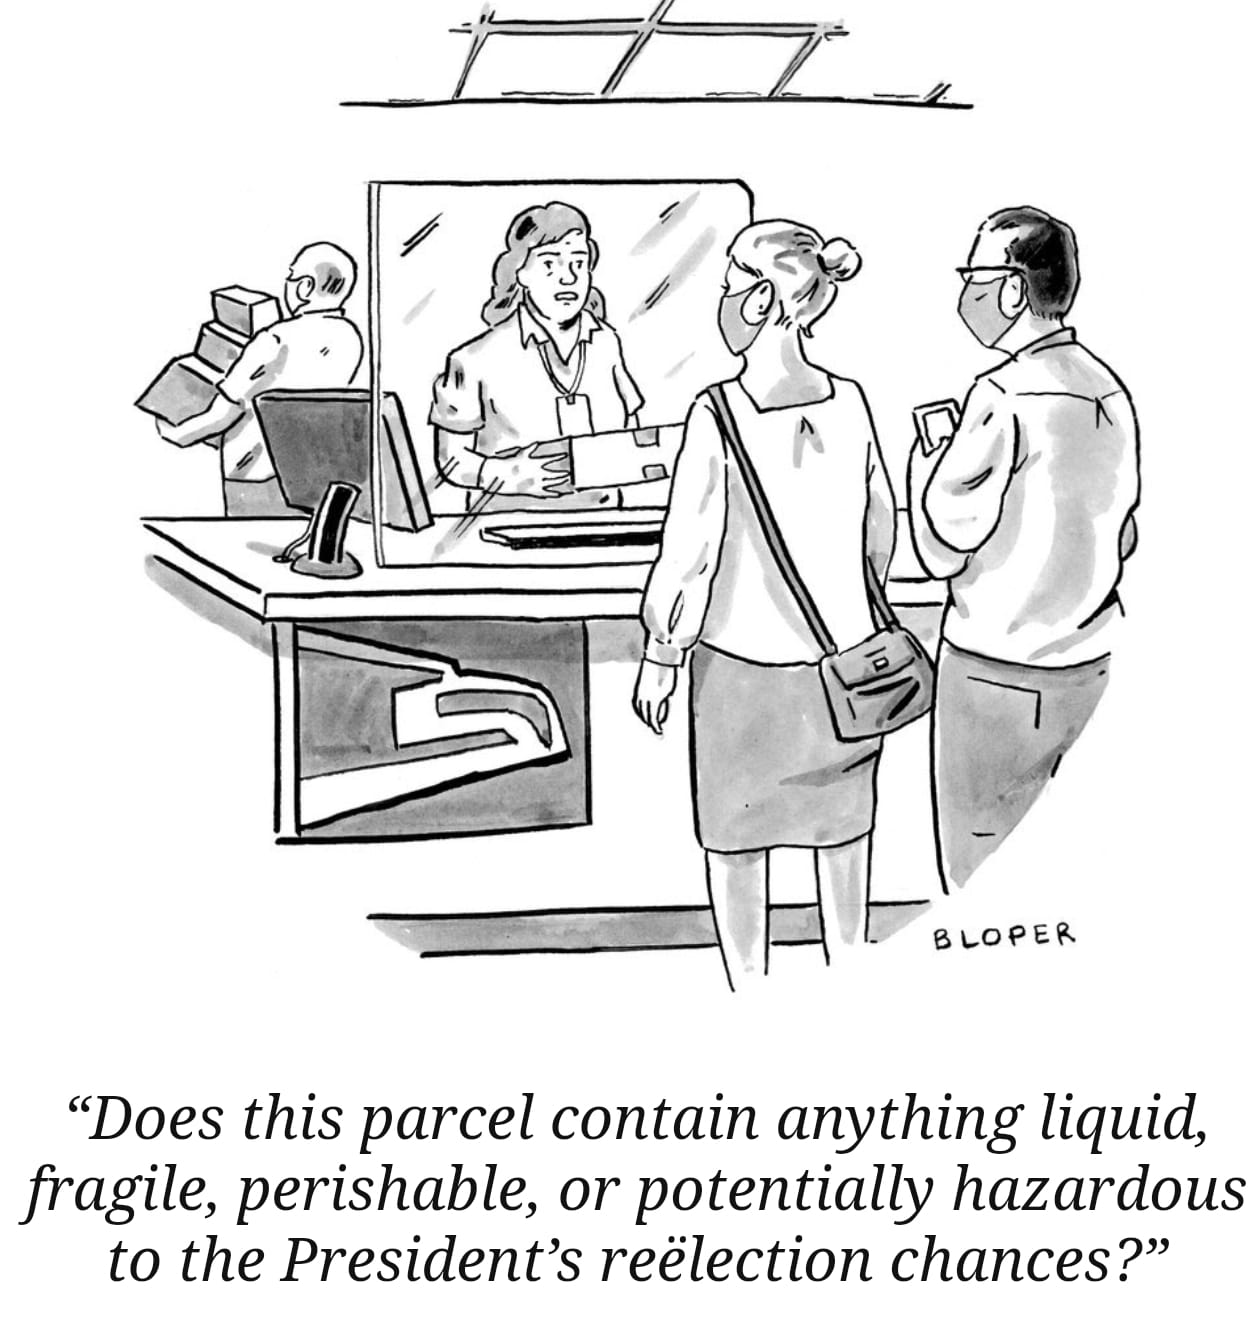 BLOPER
“Does this parcel contain anything liquid,
fragile, perishable, or potentially hazardous
to the President’s reëlection chances?”